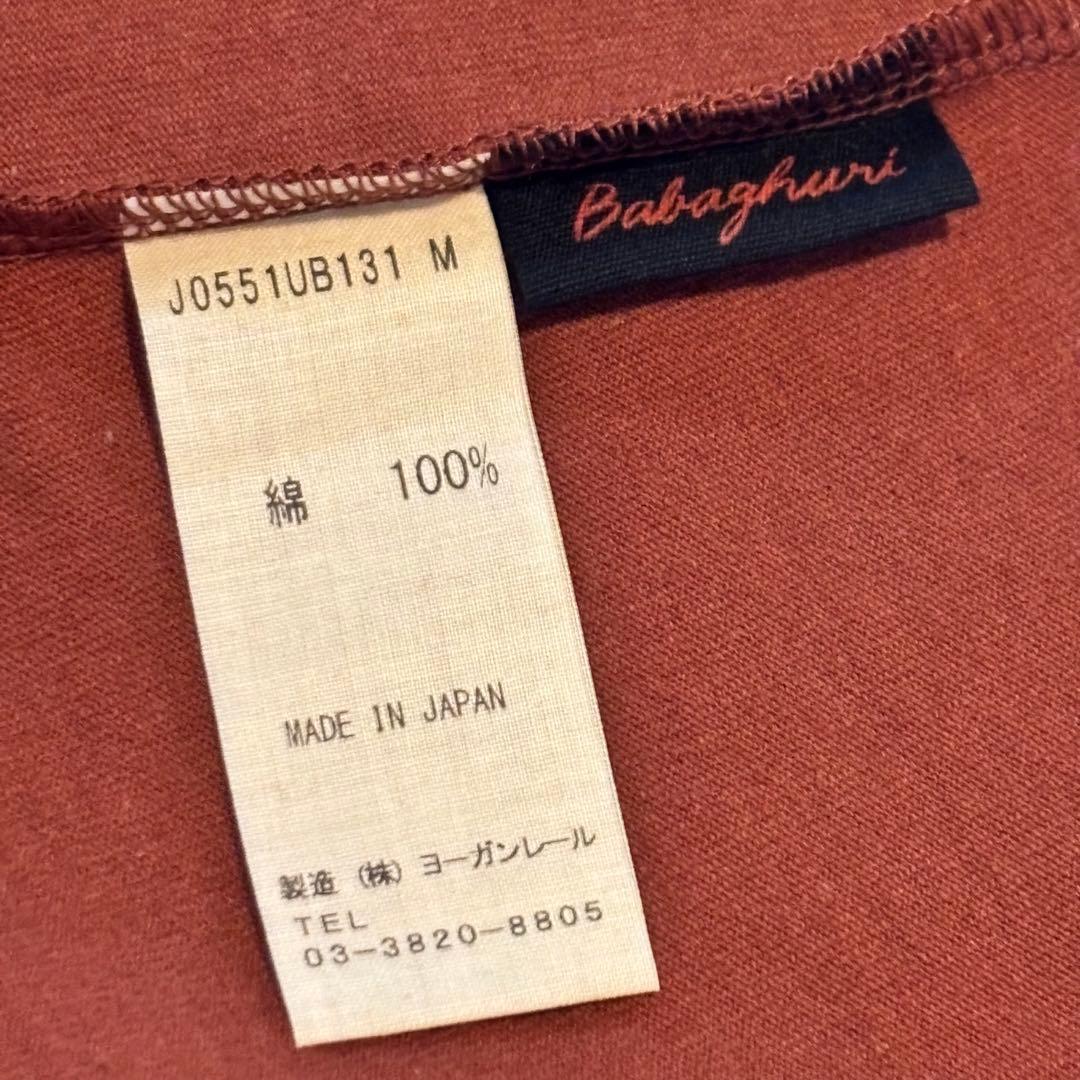 Babaghuri
J0551UB131 M
綿 100%
MADE IN JAPAN
製造 (株) ヨーガンレール
TEL
03-3820-8805